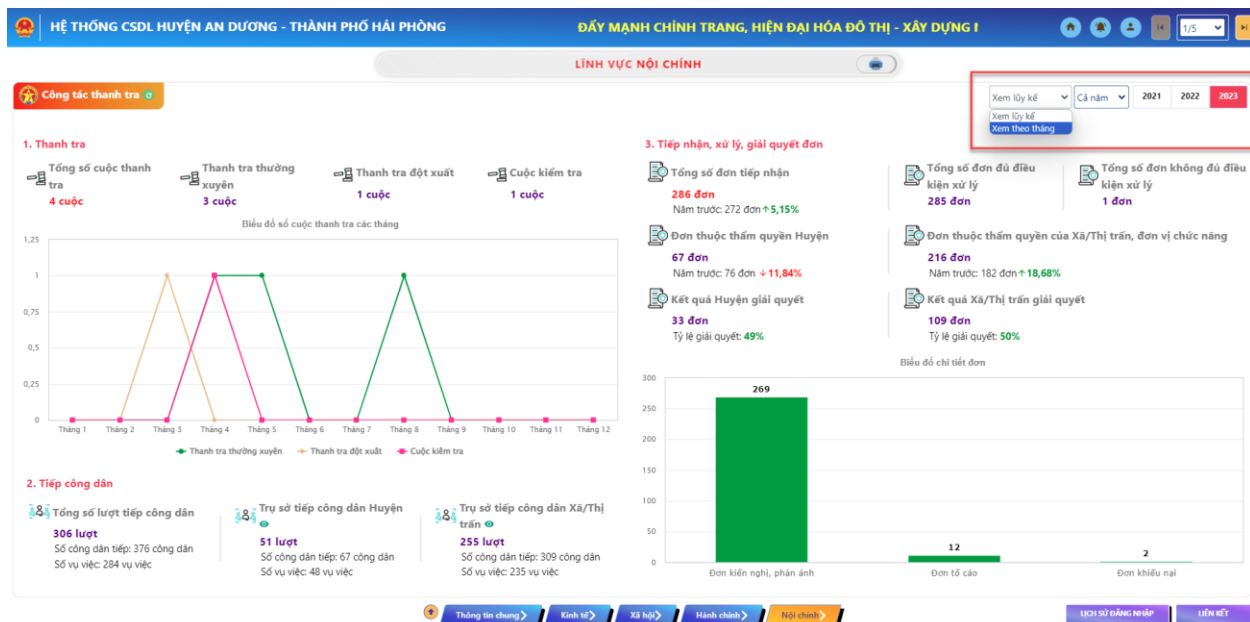 HỆ THỐNG CSDL HUYỆN AN DƯƠNG - THÀNH PHỐ HẢI PHÒNG
ĐẨY MẠNH CHỈNH TRANG, HIỆN ĐẠI HÓA ĐÔ THỊ - XÂY DỰNG
1/5
LĨNH VỰC NỘI CHÍNH
Công tác thanh tra
Xem lũy kế
Cả năm
2021
2022
2023
Xem lũy kế
Xem theo tháng
1. Thanh tra
Tổng số cuộc thanh
tra
4 cuộc
Thanh tra thường
xuyên
3 cuộc
Thanh tra đột xuất
1 cuộc
Cuộc kiểm tra
1 cuộc
Biểu đồ số cuộc thanh tra các tháng
1,25
1
0,75
0,5
0,25
0
Tháng 1 Tháng 2 Tháng 3 Tháng 4 Tháng 5 Tháng 6 Tháng 7 Tháng 8 Tháng 9 Tháng 10 Tháng 11 Tháng 12
Thanh tra thường xuyên Thanh tra đột xuất Cuộc kiểm tra
2. Tiếp công dân
Tổng số lượt tiếp công dân
306 lượt
Số công dân tiếp: 376 công dân
Số vụ việc: 284 vụ việc
Trụ sở tiếp công dân Huyện
51 lượt
Số công dân tiếp: 67 công dân
Số vụ việc: 48 vụ việc
Trụ sở tiếp công dân Xã/Thị
trấn
255 lượt
Số công dân tiếp: 309 công dân
Số vụ việc: 235 vụ việc
3. Tiếp nhận, xử lý, giải quyết đơn
Tổng số đơn tiếp nhận
286 đơn
Năm trước: 272 đơn ↑ 5,15%
Tổng số đơn đủ điều
kiện xử lý
285 đơn
Tổng số đơn không đủ điều
kiện xử lý
1 đơn
Đơn thuộc thẩm quyền Huyện
67 đơn
Năm trước: 76 đơn ↓ 11,84%
Đơn thuộc thẩm quyền của Xã/Thị trấn, đơn vị chức năng
216 đơn
Năm trước: 182 đơn ↑ 18,68%
Kết quả Huyện giải quyết
33 đơn
Tỷ lệ giải quyết: 49%
Kết quả Xã/Thị trấn giải quyết
109 đơn
Tỷ lệ giải quyết: 50%
Biểu đồ chi tiết đơn
300
250
200
150
100
50
0
269
12
2
Đơn kiến nghị, phản ánh
Đơn tố cáo
Đơn khiếu nại
Thông tin chung
Kinh tế
Xã hội
Hành chính
Nội chính
LỊCH SỬ ĐĂNG NHẬP
LIÊN KẾT